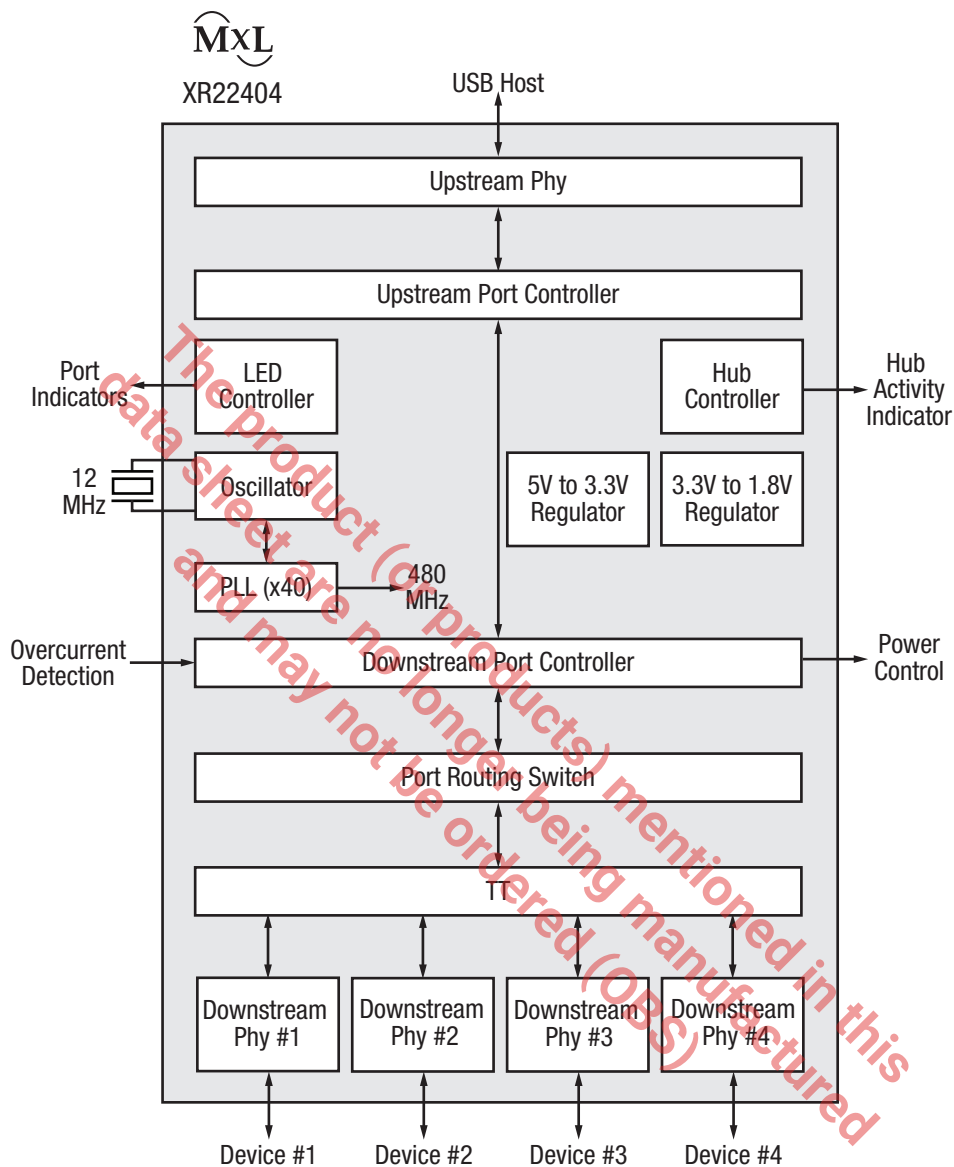 MxL
XR22404
USB Host
Upstream Phy
Upstream Port Controller
Port
Indicators
LED
Controller
Hub
Controller
Hub
Activity
Indicator
12
MHz
Oscillator
5V to 3.3V
Regulator
3.3V to 1.8V
Regulator
PLL (x40)
480
MHz
Overcurrent
Detection
Downstream Port Controller
Power
Control
Port Routing Switch
TT
Downstream
Phy #1
Downstream
Phy #2
Downstream
Phy #3
Downstream
Phy #4
Device #1
Device #2
Device #3
Device #4
The product (or products) mentioned in this
data sheet are no longer being manufactured
and may not be ordered (OBS)